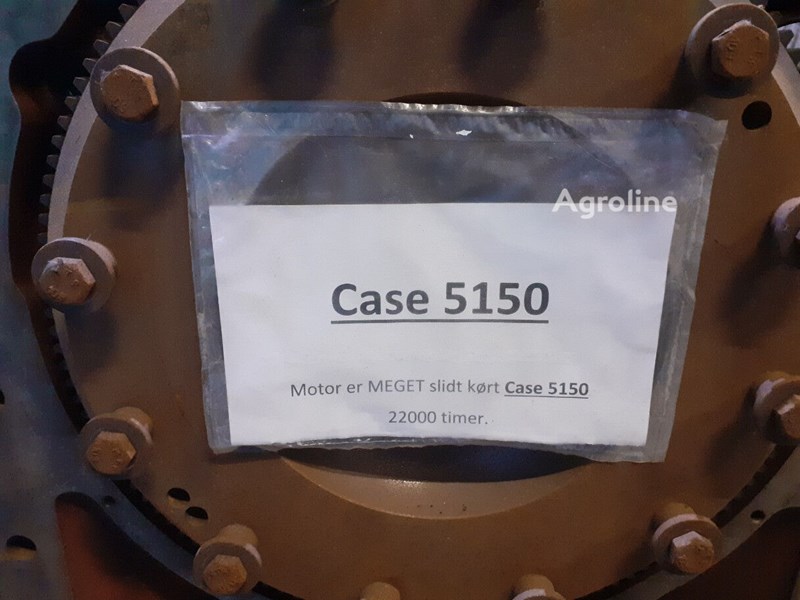 Agroline
Case 5150
Motor er MEGET slidt kørt Case 5150
22000 timer.